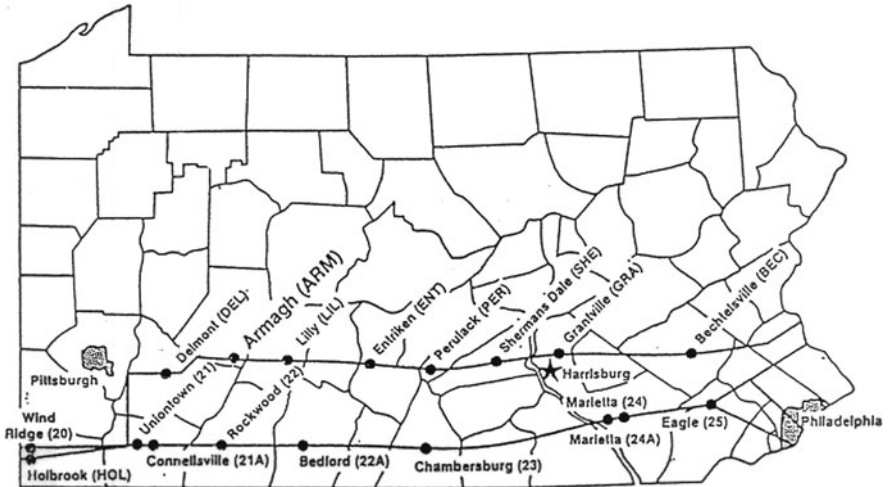 Armagh (ARM)
Delmont (DEL)
Lilly (LIL)
Entriken (ENT)
Perulack (PER)
Shermans Dale (SHE)
Grantville (GRA)
Bechtelsville (BEC)
Pittsburgh
Harrisburg
Uniontown (21)
Rockwood (22)
Marietta (24)
Wind
Ridge (20)
Connellsville (21A)
Bedford (22A)
Chambersburg (23)
Marietta (24A)
Eagle (25)
Philadelphia
Holbrook (HOL)